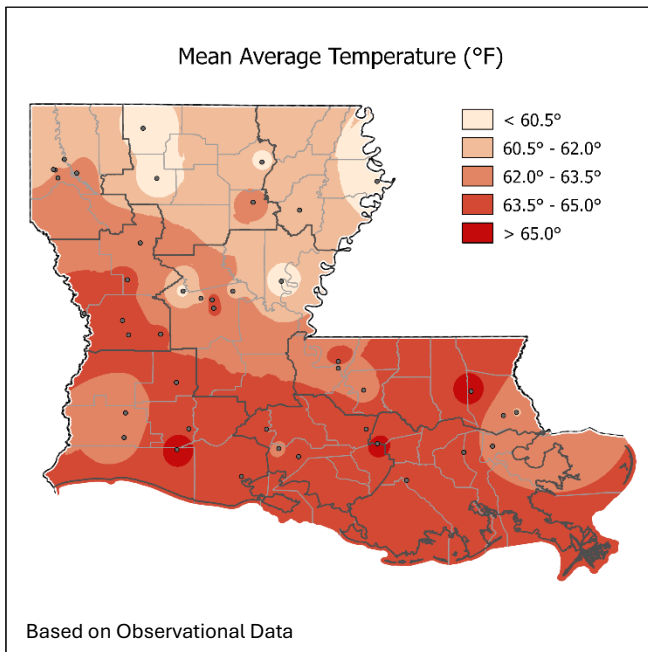 Mean Average Temperature (°F)
< 60.5°
60.5° - 62.0°
62.0° - 63.5°
63.5° - 65.0°
> 65.0°
Based on Observational Data